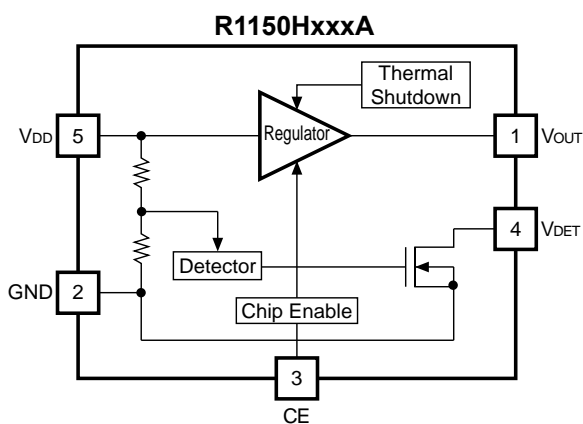 R1150HxxxA
Thermal
Shutdown
VDD 5
Regulator
1 VOUT
4 VDET
Detector
GND 2
Chip Enable
3
CE